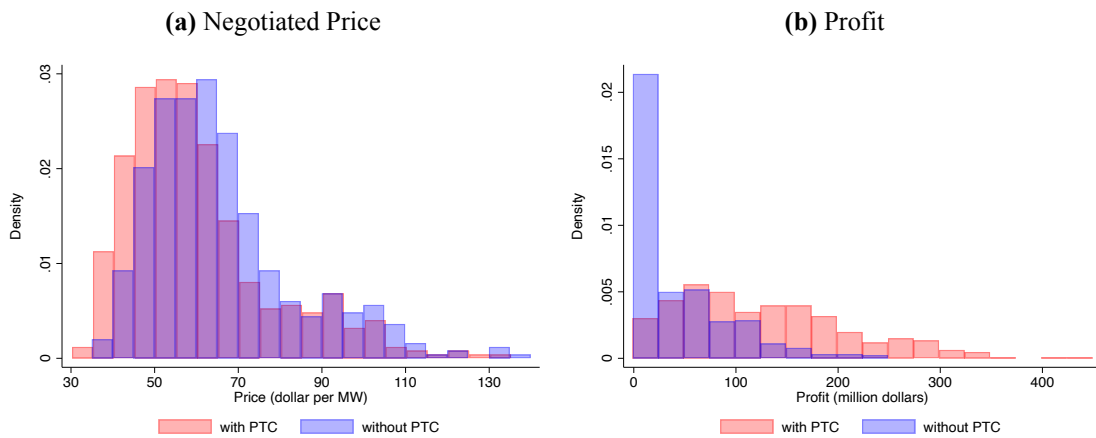 (a) Negotiated Price
(b) Profit
Density
.03
.02
.01
0
30 50 70 90 110 130
Price (dollar per MW)
with PTC without PTC
Density
.02
.015
.01
.005
0
0 100 200 300 400
Profit (million dollars)
with PTC without PTC